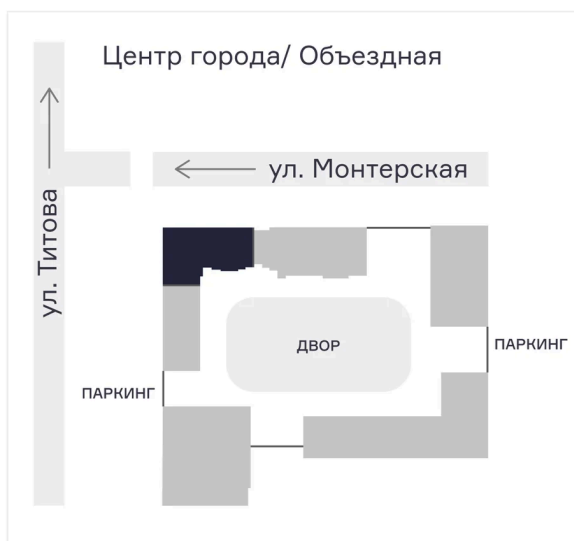 Центр города/ Объездная
ул. Монтерская
ул. Титова
ДВОР
ПАРКИНГ
ПАРКИНГ